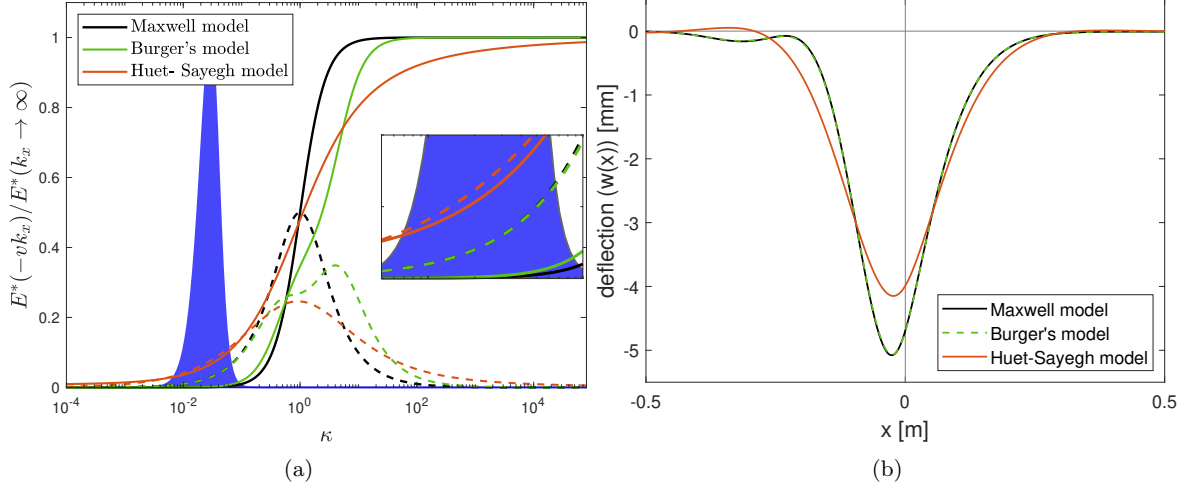 Maxwell model
Burger's model
Huet- Sayegh model
E*(−vk_x)/E*(k_x → ∞)
1
0.8
0.6
0.4
0.2
0
10^-4
10^-2
10^0
10^2
10^4
κ
(a)
deflection (w(x)) [mm]
0
-1
-2
-3
-4
-5
Maxwell model
Burger's model
Huet-Sayegh model
-0.5
0
0.5
x [m]
(b)